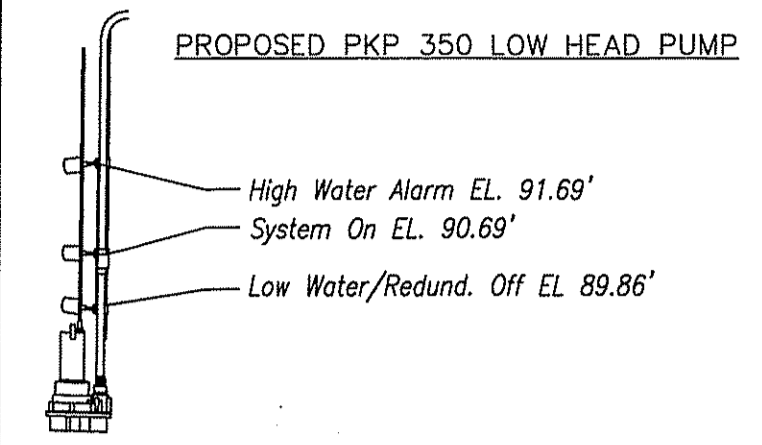 PROPOSED PKP 350 LOW HEAD PUMP
High Water Alarm EL. 91.69'
System On EL. 90.69'
Low Water/Redund. Off EL 89.86'